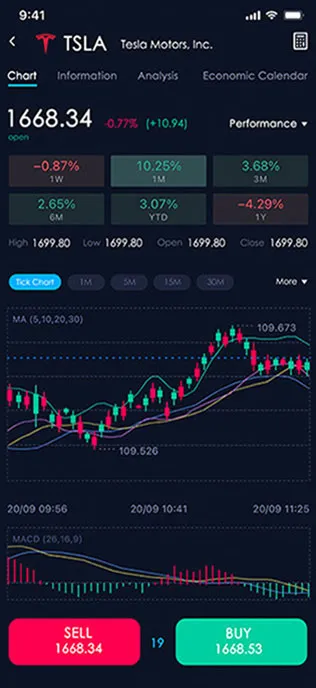 9:41
TSLA Tesla Motors, Inc.
Chart Information Analysis Economic Calendar
1668.34 -0.77% (+10.94) Performance
open
-0.87% 10.25% 3.68%
1W 1M 3M
2.65% 3.07% -4.29%
6M YTD 1Y
High 1699.80 Low 1699.80 Open 1699.80 Close 1699.80
Tick Chart 1M 5M 15M 30M More
MA (5,10,20,30)
109.673
109.526
20/09 09:56 20/09 10:41 20/09 11:25
MACD (26,16,9)
SELL 19 BUY
1668.34 1668.53